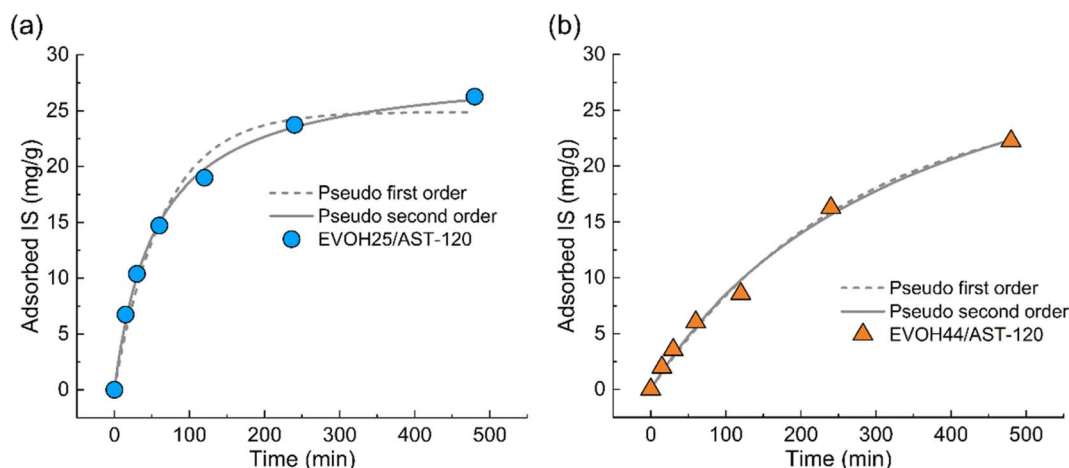 (a)
30
25
20
15
10
5
0
Adsorbed IS (mg/g)
Pseudo first order
Pseudo second order
EVOH25/AST-120
0 100 200 300 400 500
Time (min)
(b)
30
25
20
15
10
5
0
Adsorbed IS (mg/g)
Pseudo first order
Pseudo second order
EVOH44/AST-120
0 100 200 300 400 500
Time (min)